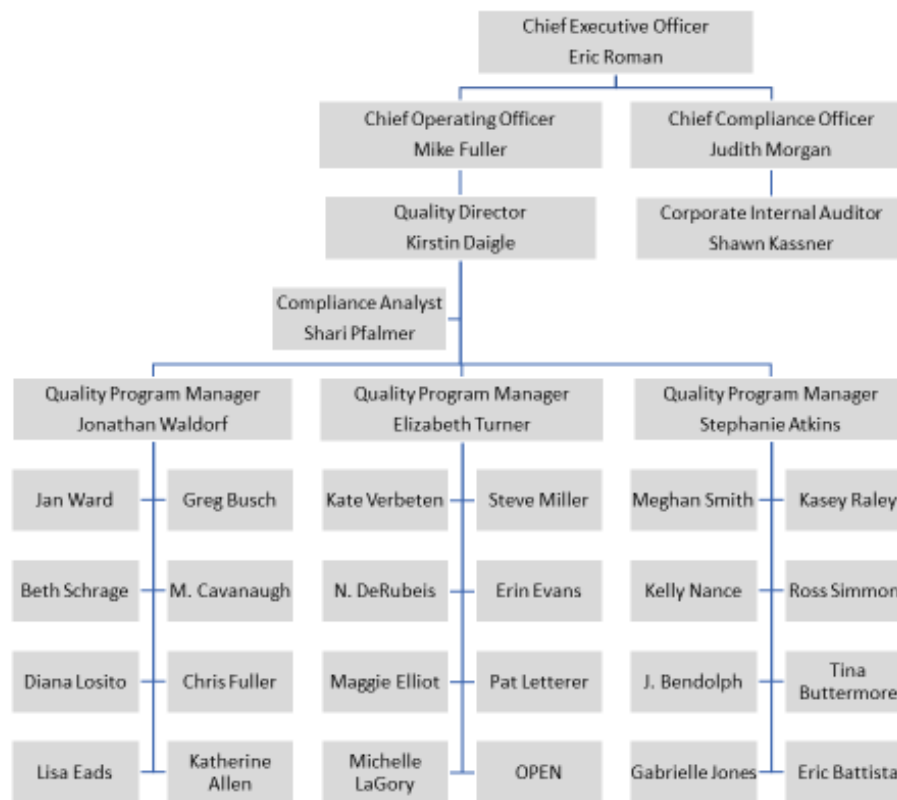 Chief Executive Officer
Eric Roman
Chief Operating Officer
Mike Fuller
Chief Compliance Officer
Judith Morgan
Quality Director
Kirstin Daigle
Corporate Internal Auditor
Shawn Kassner
Compliance Analyst
Shari Pfalmer
Quality Program Manager
Jonathan Waldorf
Quality Program Manager
Elizabeth Turner
Quality Program Manager
Stephanie Atkins
Jan Ward
Greg Busch
Kate Verbeten
Steve Miller
Meghan Smith
Kasey Raley
Beth Schrage
M. Cavanaugh
N. DeRubeis
Erin Evans
Kelly Nance
Ross Simmon
Diana Losito
Chris Fuller
Maggie Elliot
Pat Letterer
J. Bendolph
Tina
Buttermore
Lisa Eads
Katherine
Allen
Michelle
LaGory
OPEN
Gabrielle Jones
Eric Battista